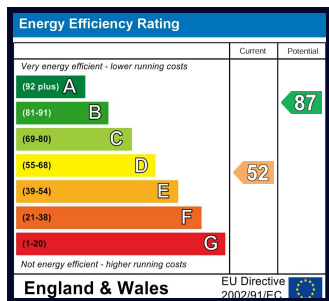 Energy Efficiency Rating
Current Potential
Very energy efficient - lower running costs
(92 plus) A
(81-91) B
87
(69-80) C
(55-68) D
52
(39-54) E
(21-38) F
(1-20) G
Not energy efficient - higher running costs
England & Wales
EU Directive
2002/91/EC